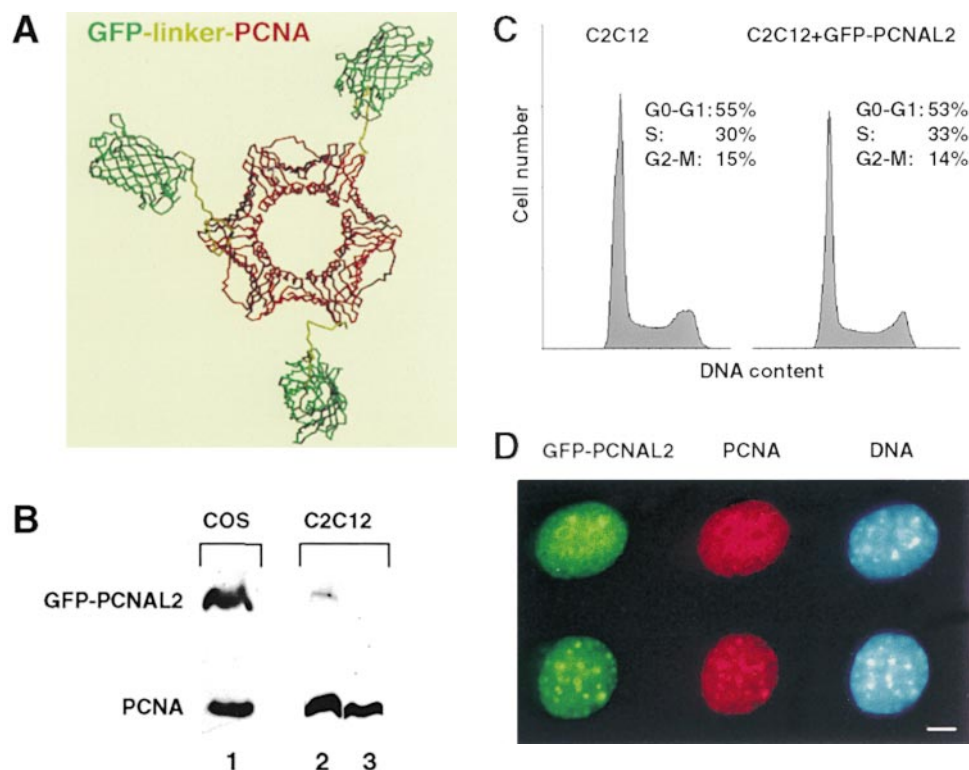 A
GFP-linker-PCNA
B
COS C2C12
GFP-PCNAL2
PCNA
1 2 3
C
C2C12 C2C12+GFP-PCNAL2
Cell number
G0-G1:55%
S: 30%
G2-M: 15%
G0-G1:53%
S: 33%
G2-M: 14%
DNA content
D
GFP-PCNAL2 PCNA DNA